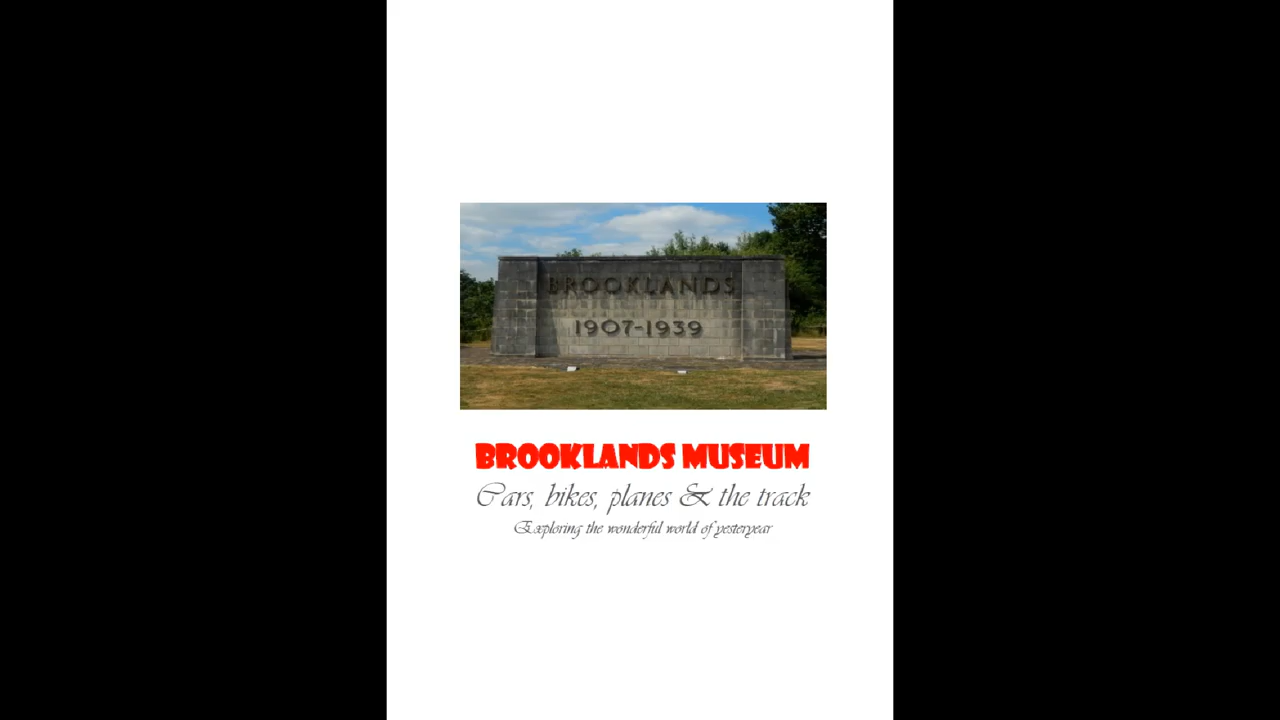 BROOKLANDS
1907-1939
BROOKLANDS MUSEUM
Cars, bikes, planes & the track
Exploring the wonderful world of yesteryear